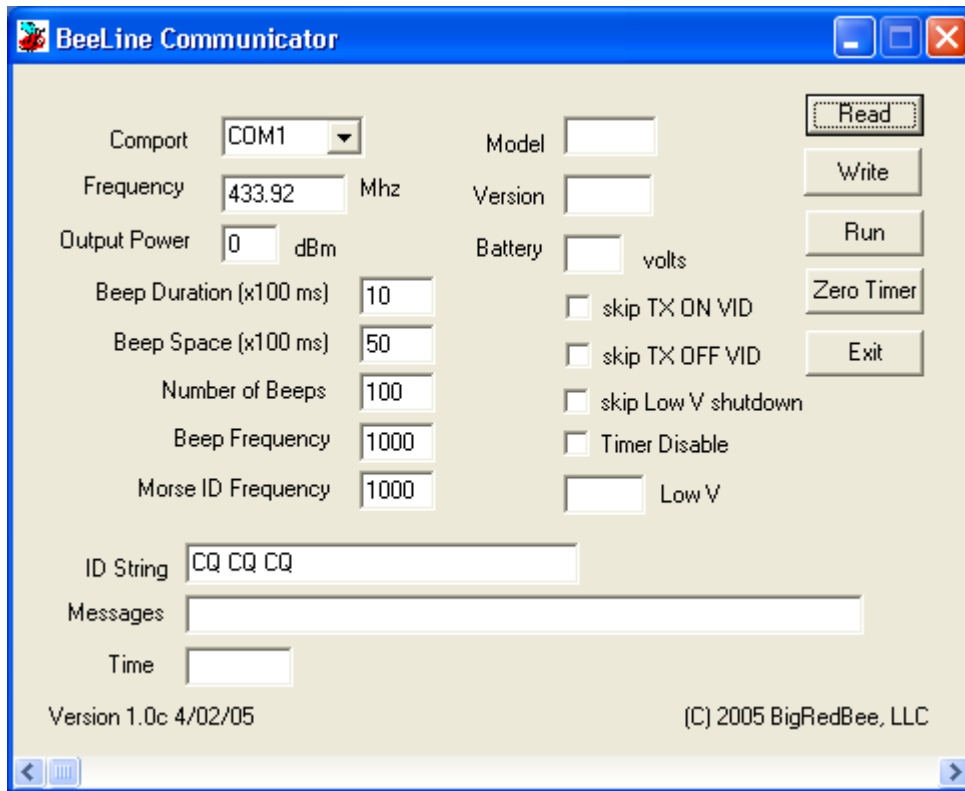 BeeLine Communicator
Comport COM1 Model Read
Frequency 433.92 Mhz Version Write
Output Power 0 dBm Battery volts Run
Beep Duration (x100 ms) 10 skip TX ON VID Zero Timer
Beep Space (x100 ms) 50 skip TX OFF VID Exit
Number of Beeps 100 skip Low V shutdown
Beep Frequency 1000 Timer Disable
Morse ID Frequency 1000 Low V
ID String CQ CQ CQ
Messages
Time
Version 1.0c 4/02/05 (C) 2005 BigRedBee, LLC